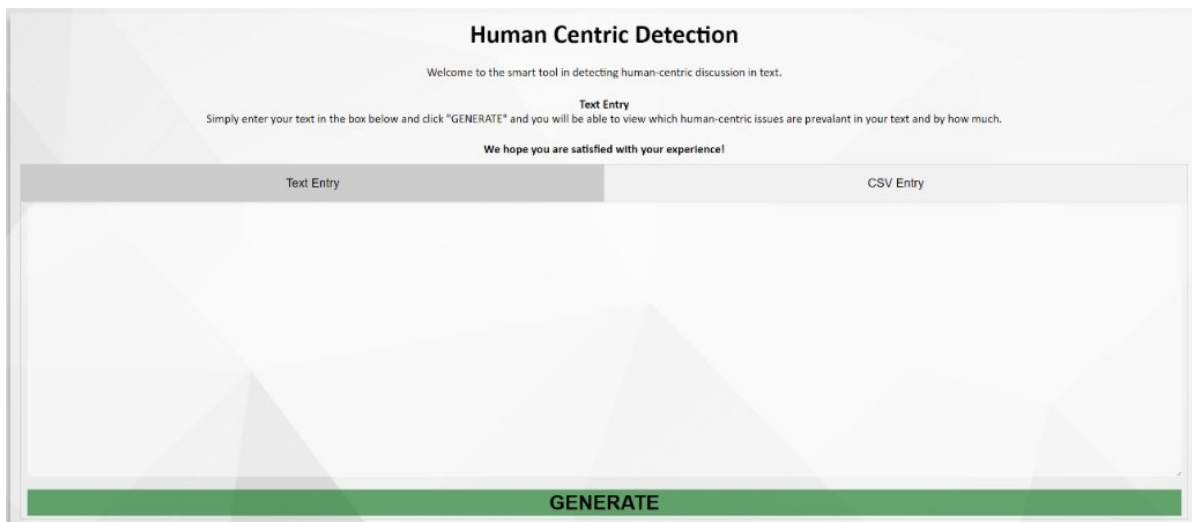 Human Centric Detection
Welcome to the smart tool in detecting human-centric discussion in text.
Text Entry
Simply enter your text in the box below and click "GENERATE" and you will be able to view which human-centric issues are prevalant in your text and by how much.
We hope you are satisfied with your experience!
Text Entry
CSV Entry
GENERATE